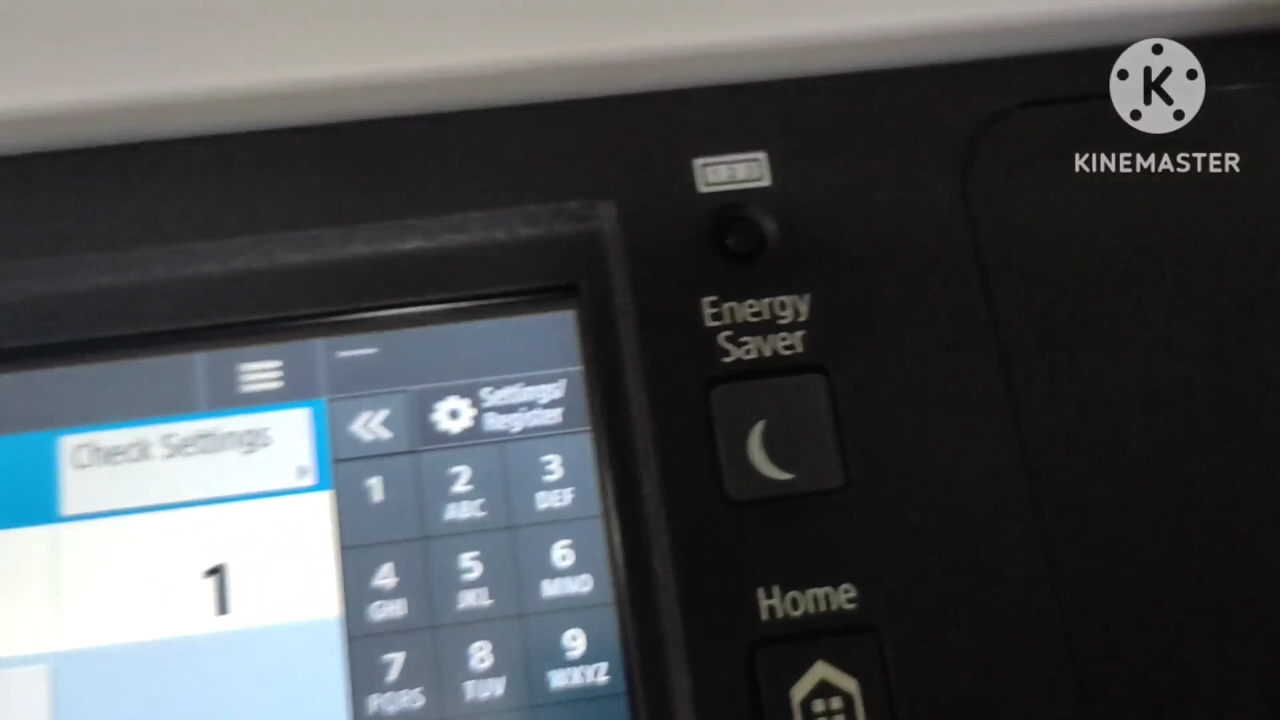 K
KINEMASTER
123
Energy
Saver
Settings/
Register
Check Settings
1
2
3
ABC
DEF
1
4
5
6
GHI
JKL
MNO
7
8
9
PQRS
TUV
WXYZ
Home